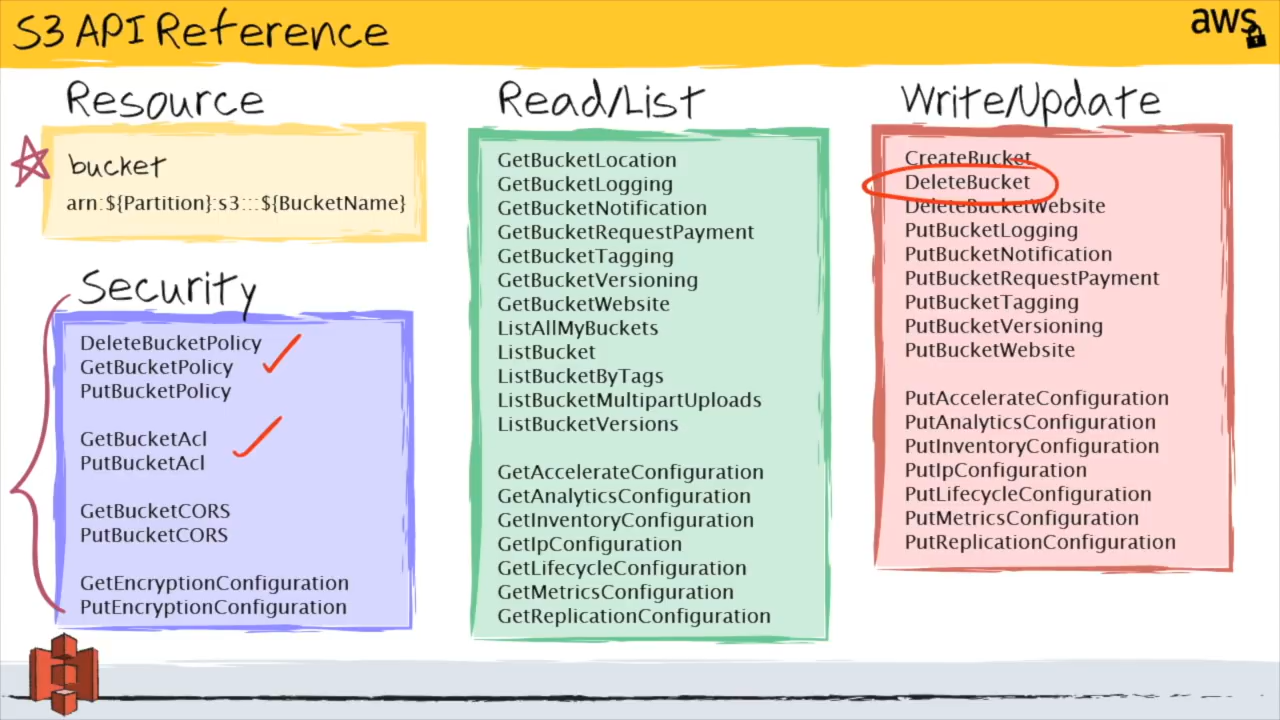 S3 API Reference
aws
Resource
bucket
arn:${Partition}:s3:::${BucketName}
Security
DeleteBucketPolicy
GetBucketPolicy
PutBucketPolicy
GetBucketAcl
PutBucketAcl
GetBucketCORS
PutBucketCORS
GetEncryptionConfiguration
PutEncryptionConfiguration
Read/List
GetBucketLocation
GetBucketLogging
GetBucketNotification
GetBucketRequestPayment
GetBucketTagging
GetBucketVersioning
GetBucketWebsite
ListAllMyBuckets
ListBucket
ListBucketByTags
ListBucketMultipartUploads
ListBucketVersions
GetAccelerateConfiguration
GetAnalyticsConfiguration
GetInventoryConfiguration
GetIpConfiguration
GetLifecycleConfiguration
GetMetricsConfiguration
GetReplicationConfiguration
Write/Update
CreateBucket
DeleteBucket
DeleteBucketWebsite
PutBucketLogging
PutBucketNotification
PutBucketRequestPayment
PutBucketTagging
PutBucketVersioning
PutBucketWebsite
PutAccelerateConfiguration
PutAnalyticsConfiguration
PutInventoryConfiguration
PutIpConfiguration
PutLifecycleConfiguration
PutMetricsConfiguration
PutReplicationConfiguration